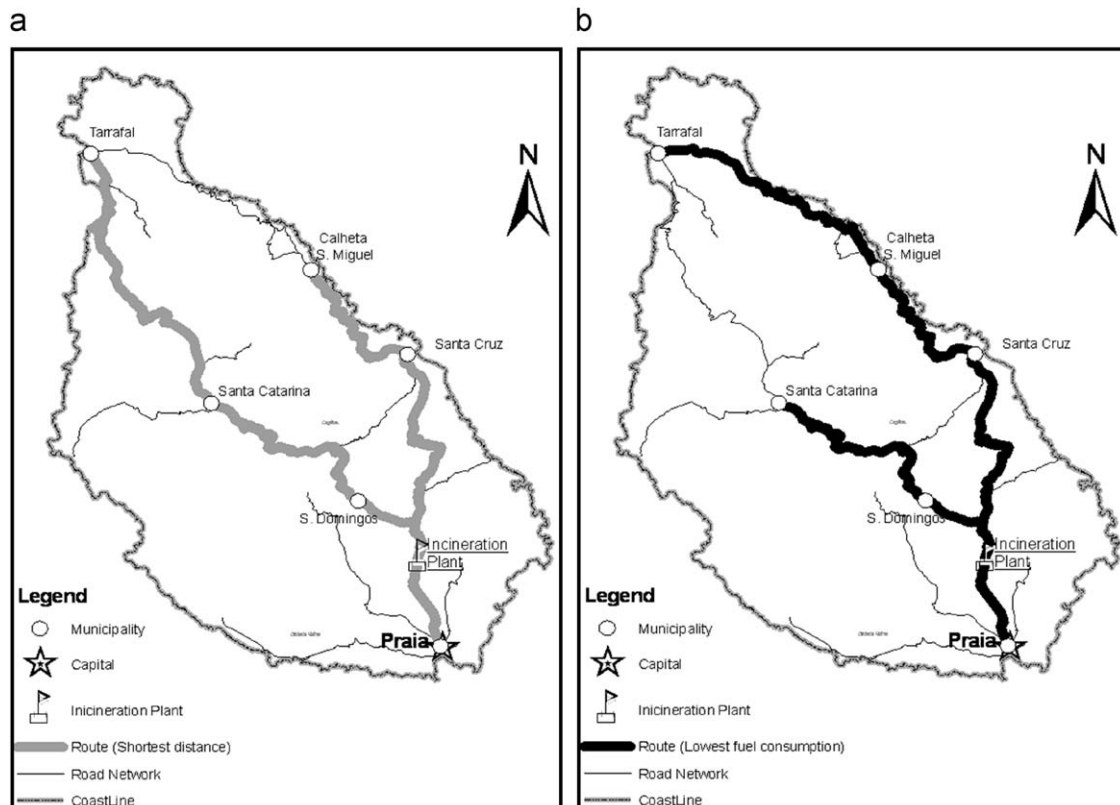 a
N
Tarrafal
Calheta
S. Miguel
Santa Cruz
Santa Catarina
S. Domingos
Incineration
Plant
Praia
Legend
Municipality
Capital
Inicineration Plant
Route (Shortest distance)
Road Network
CoastLine
b
N
Tarrafal
Calheta
S. Miguel
Santa Cruz
Santa Catarina
S. Domingos
Incineration
Plant
Praia
Legend
Municipality
Capital
Inicineration Plant
Route (Lowest fuel consumption)
Road Network
CoastLine